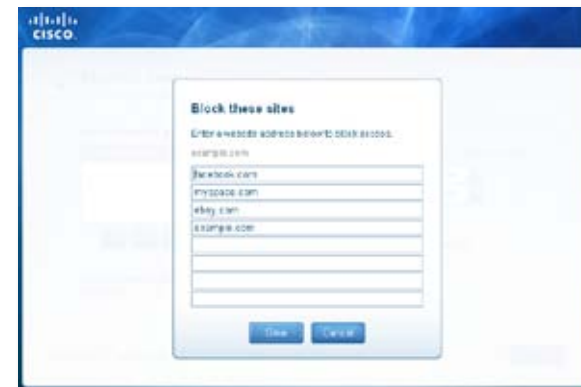 CISCO.
Block these sites
Enter a website address below to block access.
example.com
facebook.com
myspace.com
ebay.com
example.com
Save
Cancel